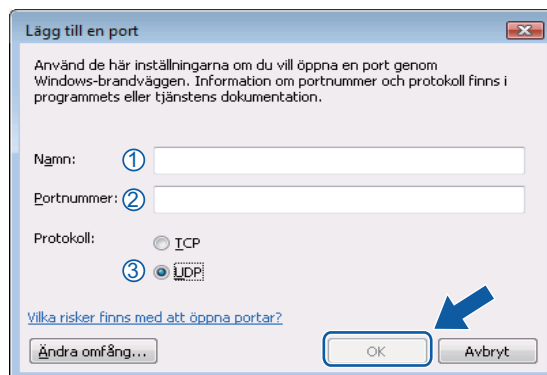 Lägg till en port
Använd de här inställningarna om du vill öppna en port genom
Windows-brandväggen. Information om portnummer och protokoll finns i
programmets eller tjänstens dokumentation.
Namn: ①
Portnummer: ②
Protokoll: TCP
③ UDP
Vilka risker finns med att öppna portar?
Ändra omfång... OK Avbryt